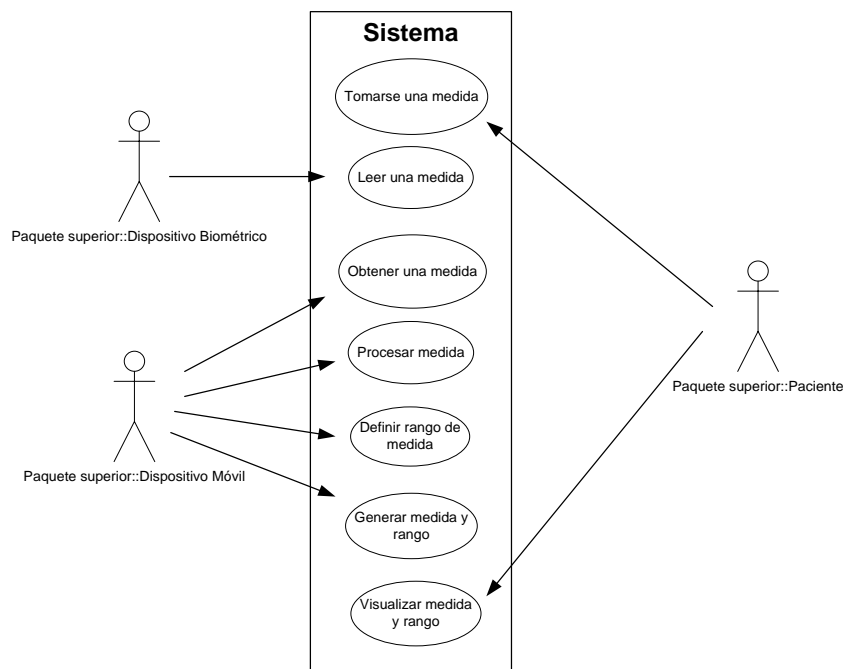 Sistema
Tomarse una medida
Leer una medida
Paquete superior::Dispositivo Biométrico
Obtener una medida
Procesar medida
Paquete superior::Paciente
Definir rango de
medida
Paquete superior::Dispositivo Móvil
Generar medida y
rango
Visualizar medida
y rango